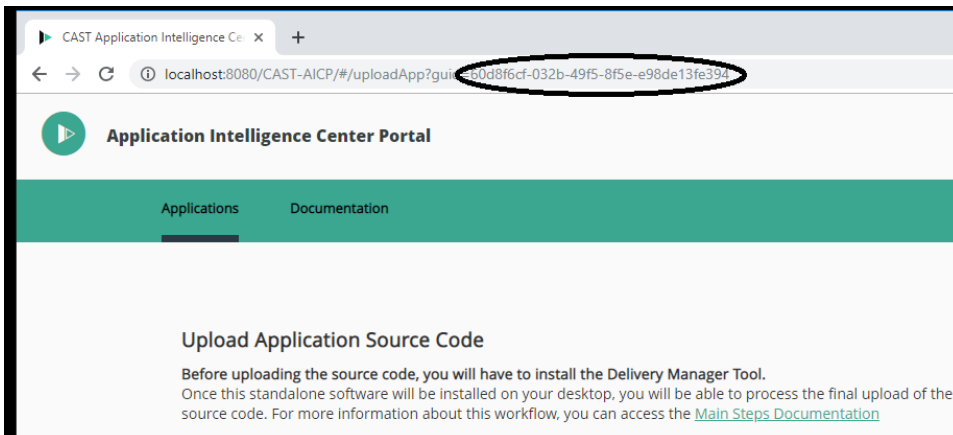 CAST Application Intelligence Ce
localhost:8080/CAST-AICP/#/uploadApp?guid=60d8f6cf-032b-49f5-8f5e-e98de13fe394
Application Intelligence Center Portal
Applications Documentation
Upload Application Source Code
Before uploading the source code, you will have to install the Delivery Manager Tool.
Once this standalone software will be installed on your desktop, you will be able to process the final upload of the
source code. For more information about this workflow, you can access the Main Steps Documentation